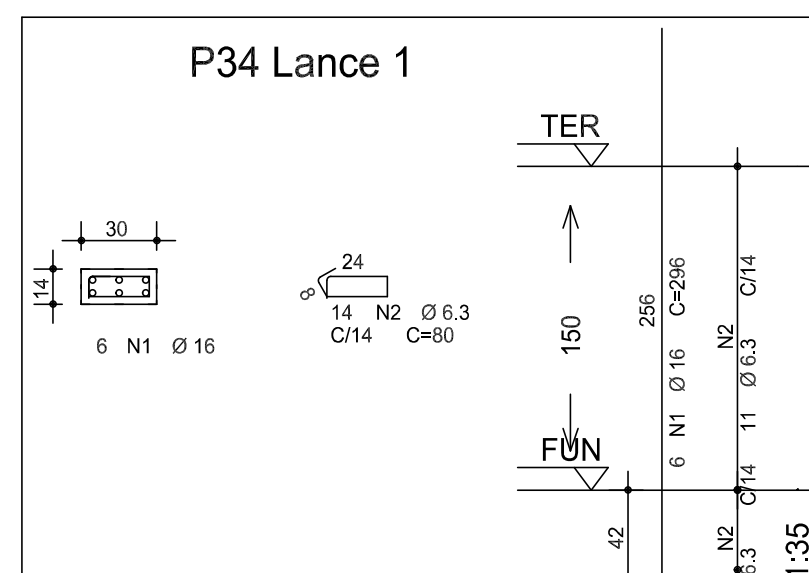 P34 Lance 1
TER
30
14
6 N1 Ø 16
24
8
14 N2 Ø 6.3
C/14 C=80
150
FUN
256
6 N1 Ø 16 C=296
N2
11 Ø 6.3 C/14
42
N2
6.3 C/14
1:35